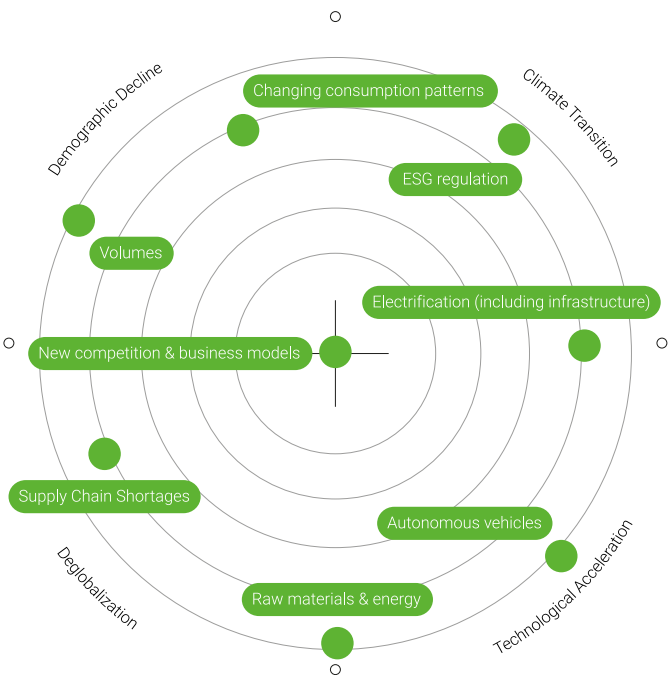 Demographic Decline
Climate Transition
Changing consumption patterns
ESG regulation
Volumes
Electrification (including infrastructure)
New competition & business models
Supply Chain Shortages
Autonomous vehicles
Raw materials & energy
Deglobalization
Technological Acceleration